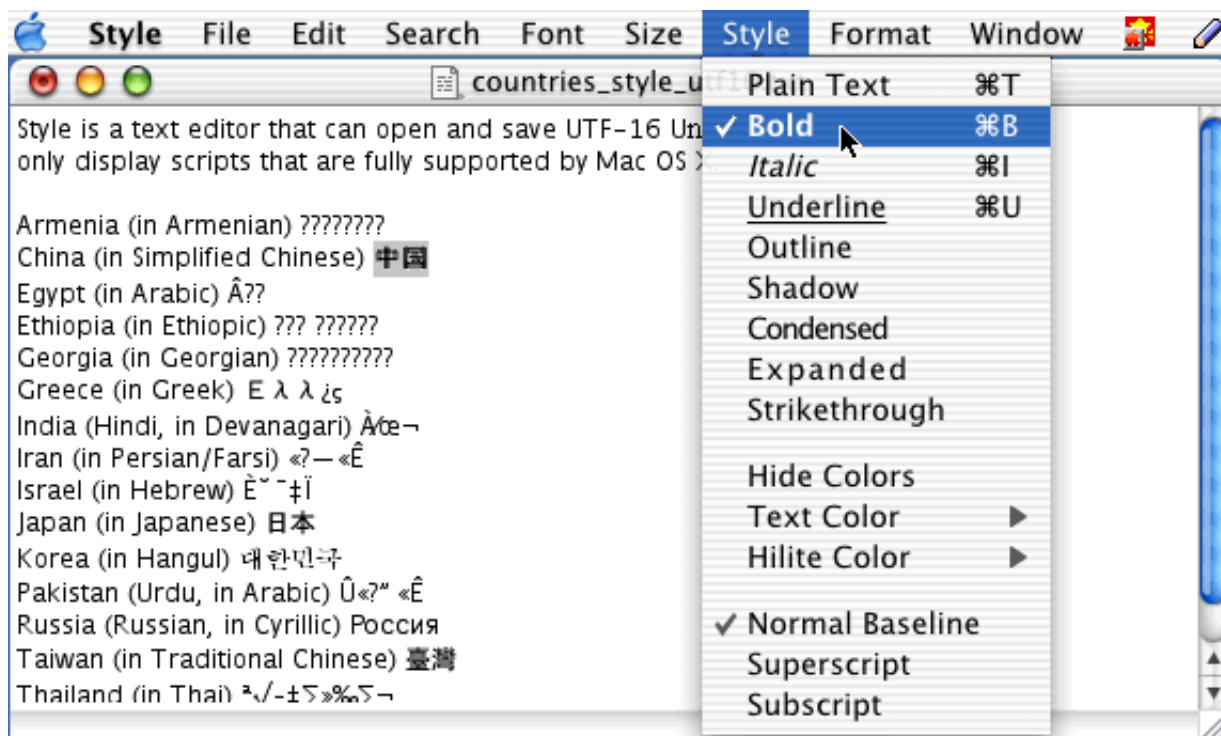 Style File Edit Search Font Size Style Format Window
countries_style_u
Style is a text editor that can open and save UTF-16 Un
only display scripts that are fully supported by Mac OS X
Armenia (in Armenian) ????????
China (in Simplified Chinese) 中国
Egypt (in Arabic) Â??
Ethiopia (in Ethiopic) ??? ??????
Georgia (in Georgian) ??????????
Greece (in Greek) Ε λ λ ¿ς
India (Hindi, in Devanagari) À⁄œ¬
Iran (in Persian/Farsi) «?—«Ê
Israel (in Hebrew) È˘¯‡Ï
Japan (in Japanese) 日本
Korea (in Hangul) 대한민국
Pakistan (Urdu, in Arabic) Û«?” «Ê
Russia (Russian, in Cyrillic) Россия
Taiwan (in Traditional Chinese) 臺灣
Thailand (in Thai) ª√–±∑»‰∑¬
Plain Text ⌘T
✓ Bold ⌘B
Italic ⌘I
Underline ⌘U
Outline
Shadow
Condensed
Expanded
Strikethrough
Hide Colors
Text Color ▶
Hilite Color ▶
✓ Normal Baseline
Superscript
Subscript